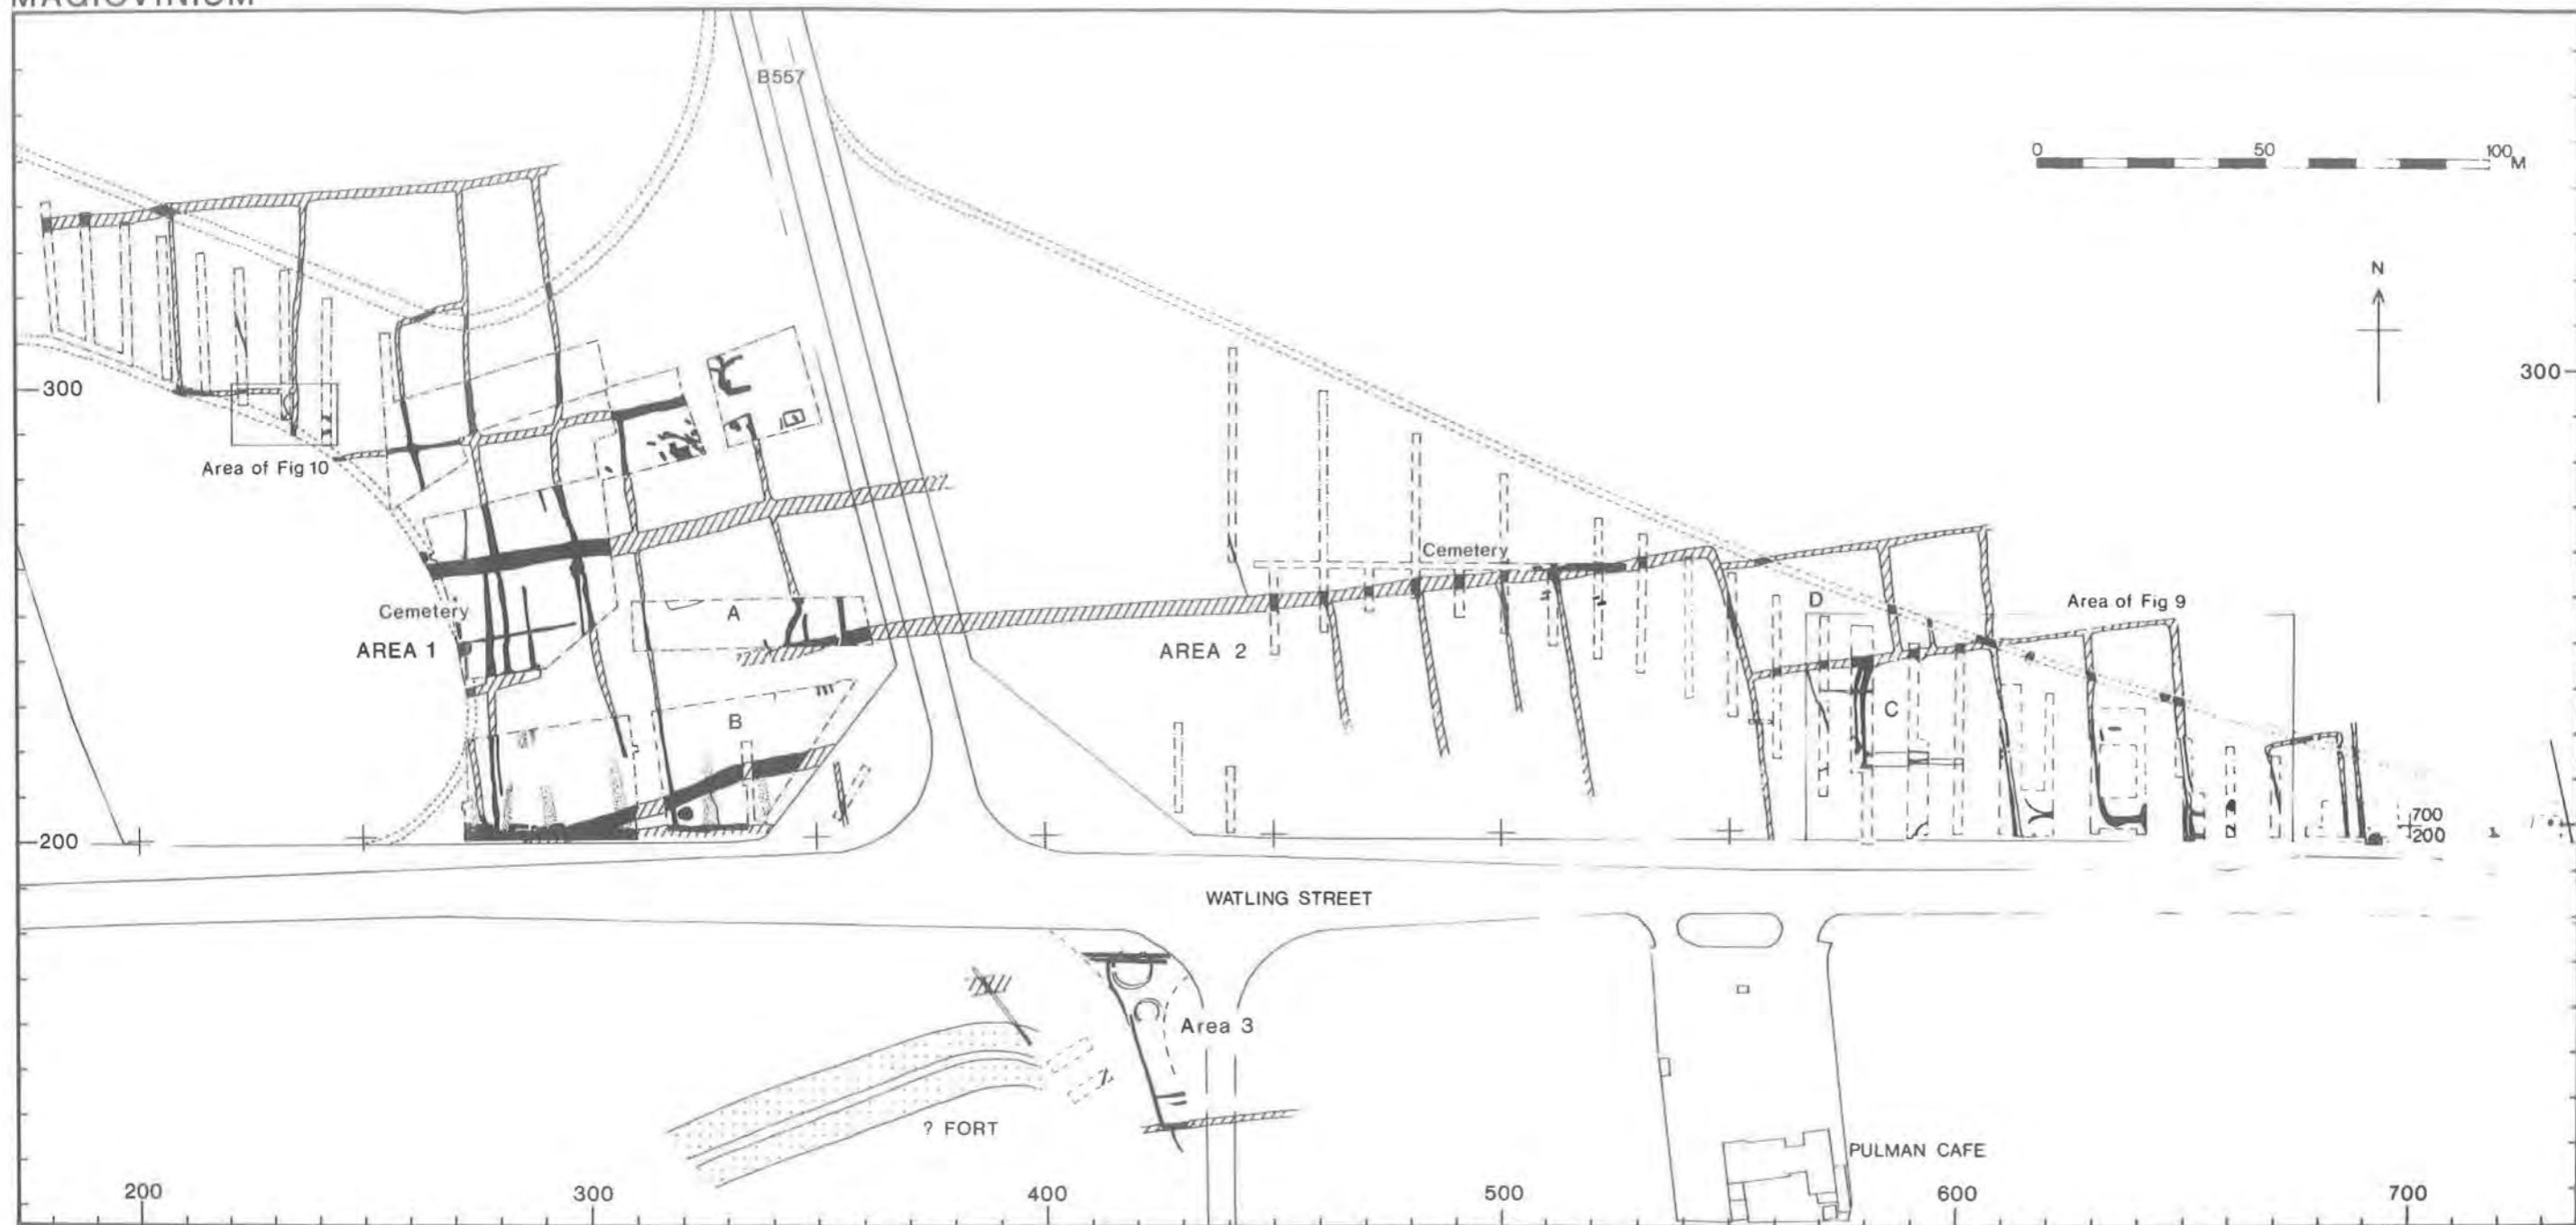 MAGIOVINIUM
B557
0 50 100 M
N
300
300
Area of Fig 10
Cemetery
Cemetery
A
D
Area of Fig 9
AREA 1
AREA 2
C
B
200
700
200
WATLING STREET
Area 3
? FORT
PULMAN CAFE
200 300 400 500 600 700